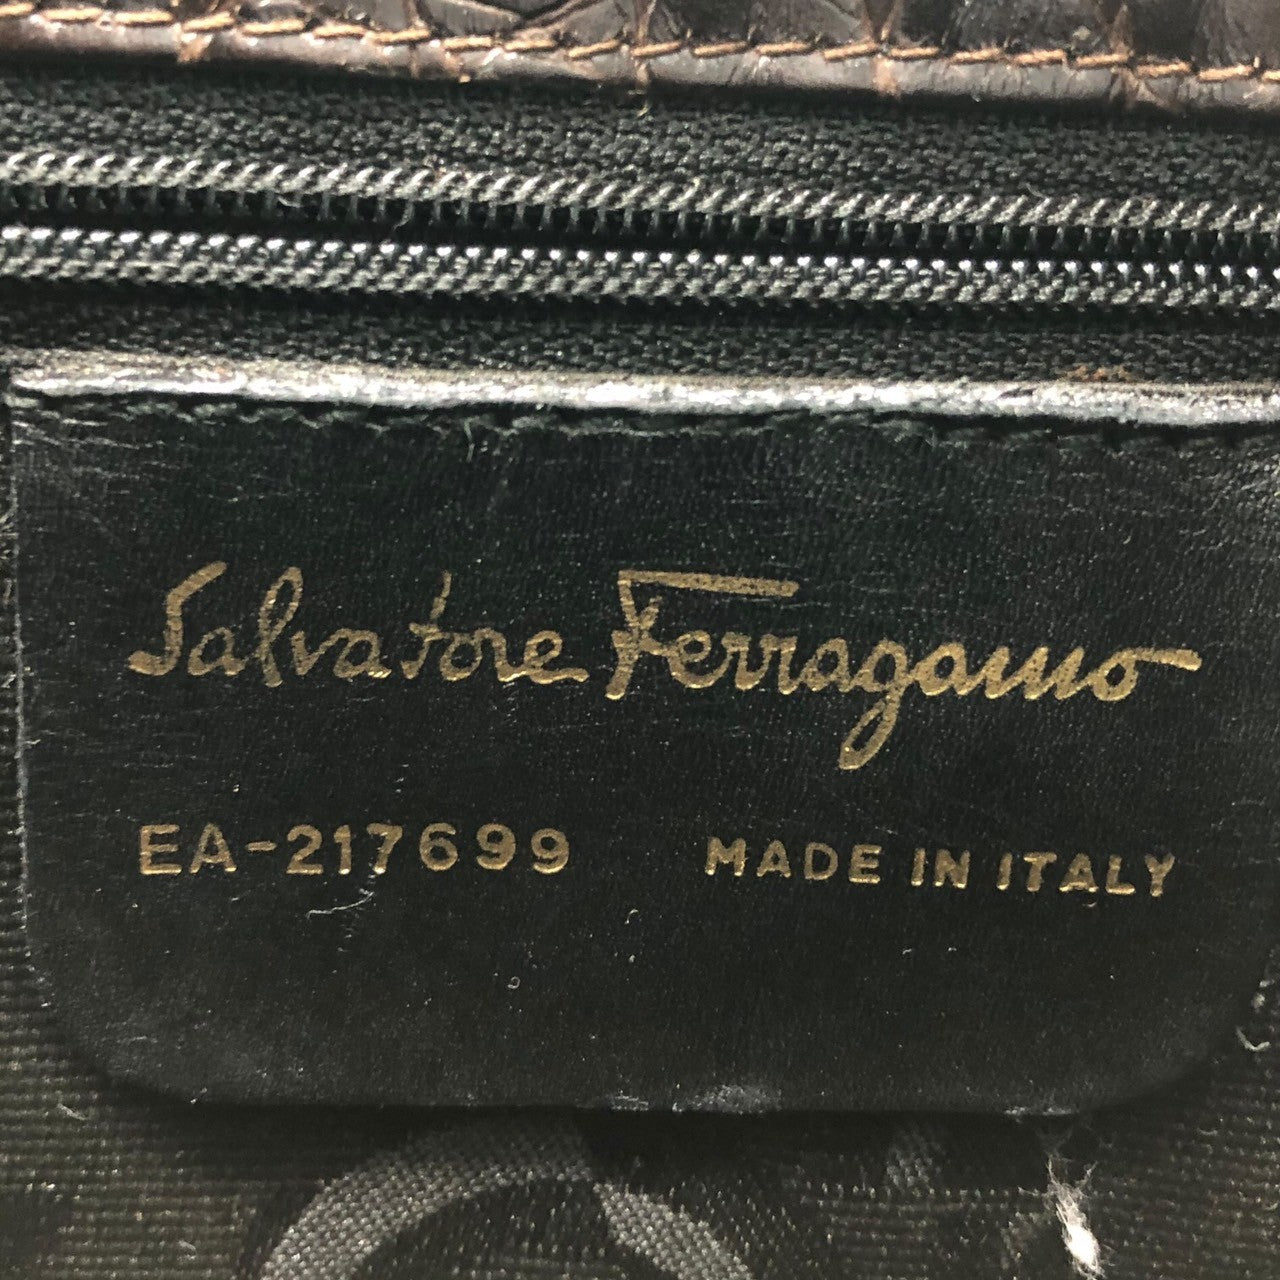 Salvatore Ferragamo
EA-217699 MADE IN ITALY